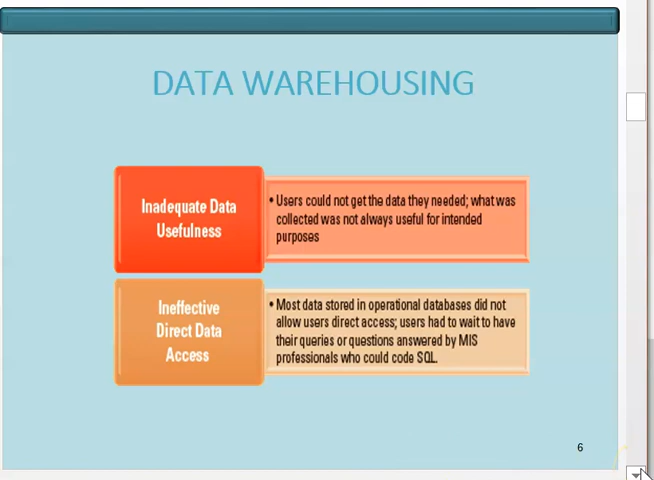 DATA WAREHOUSING
Inadequate Data
Usefulness
• Users could not get the data they needed; what was
collected was not always useful for intended
purposes
Ineffective
Direct Data
Access
• Most data stored in operational databases did not
allow users direct access; users had to wait to have
their queries or questions answered by MIS
professionals who could code SQL.
6